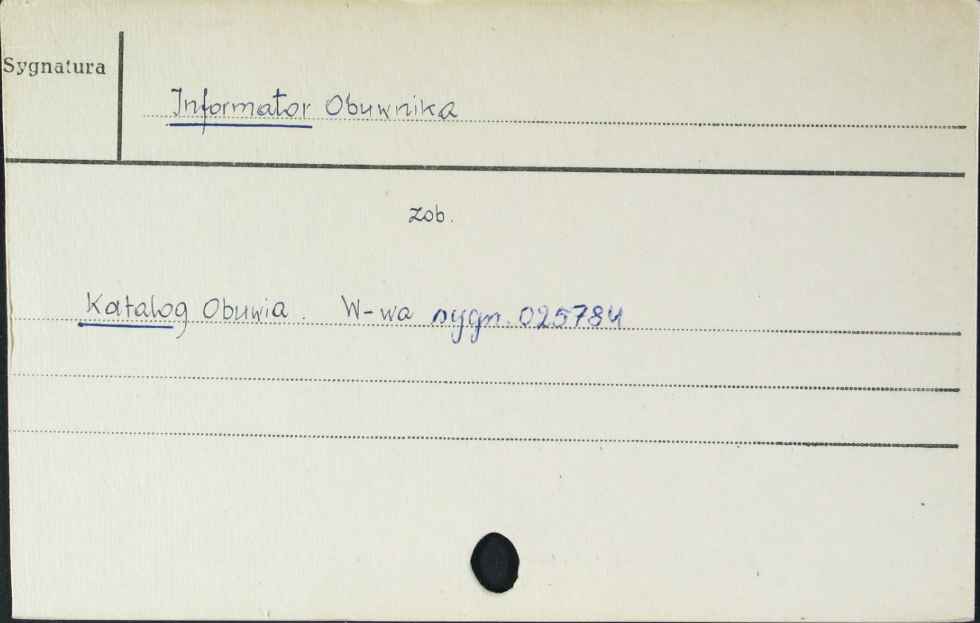 Sygnatura
Informator Obuwnika
zob.
Katalog Obuwia. W-wa sygn. 025784